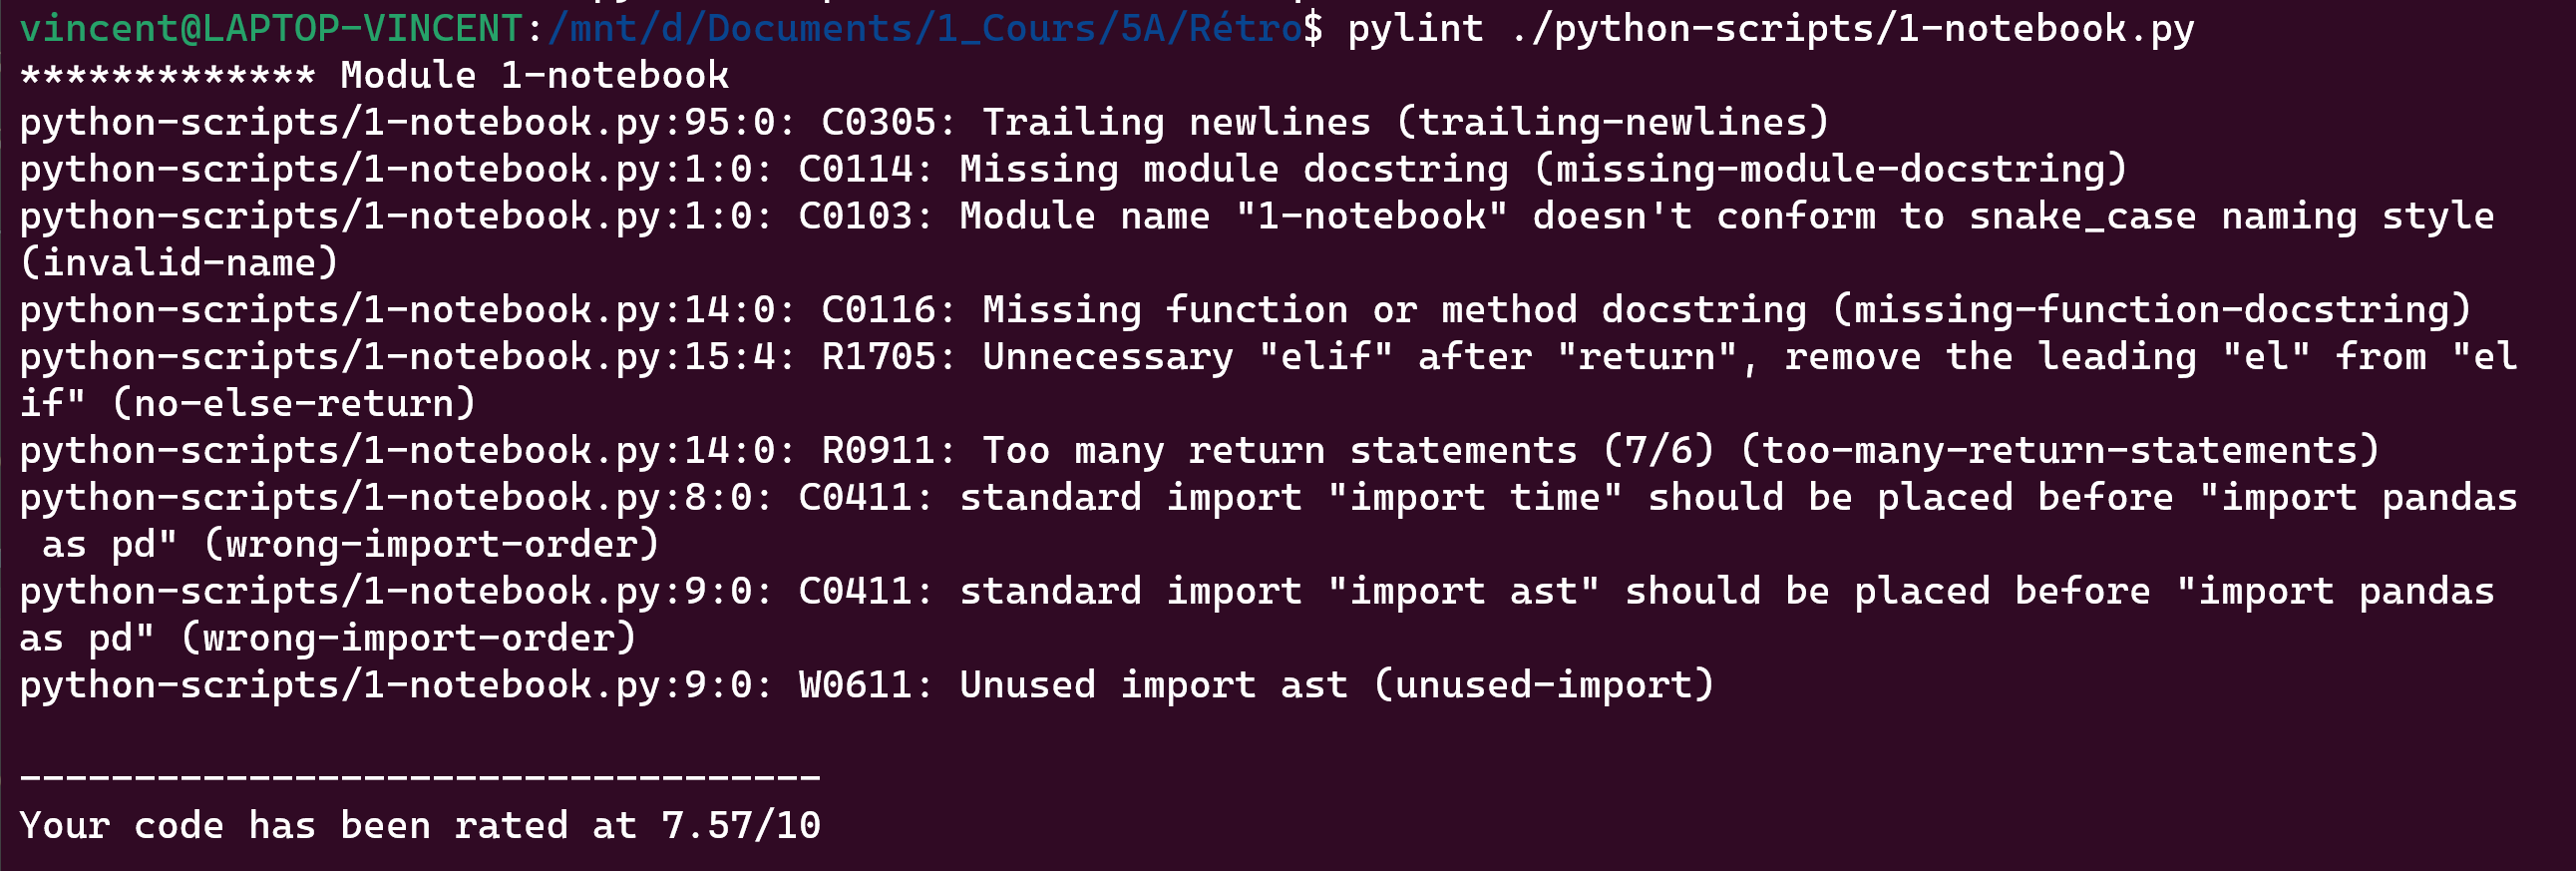 vincent@LAPTOP-VINCENT:/mnt/d/Documents/1_Cours/5A/Rétro$ pylint ./python-scripts/1-notebook.py
************* Module 1-notebook
python-scripts/1-notebook.py:95:0: C0305: Trailing newlines (trailing-newlines)
python-scripts/1-notebook.py:1:0: C0114: Missing module docstring (missing-module-docstring)
python-scripts/1-notebook.py:1:0: C0103: Module name "1-notebook" doesn't conform to snake_case naming style
(invalid-name)
python-scripts/1-notebook.py:14:0: C0116: Missing function or method docstring (missing-function-docstring)
python-scripts/1-notebook.py:15:4: R1705: Unnecessary "elif" after "return", remove the leading "el" from "el
if" (no-else-return)
python-scripts/1-notebook.py:14:0: R0911: Too many return statements (7/6) (too-many-return-statements)
python-scripts/1-notebook.py:8:0: C0411: standard import "import time" should be placed before "import pandas
 as pd" (wrong-import-order)
python-scripts/1-notebook.py:9:0: C0411: standard import "import ast" should be placed before "import pandas
as pd" (wrong-import-order)
python-scripts/1-notebook.py:9:0: W0611: Unused import ast (unused-import)
-----------------------------------
Your code has been rated at 7.57/10